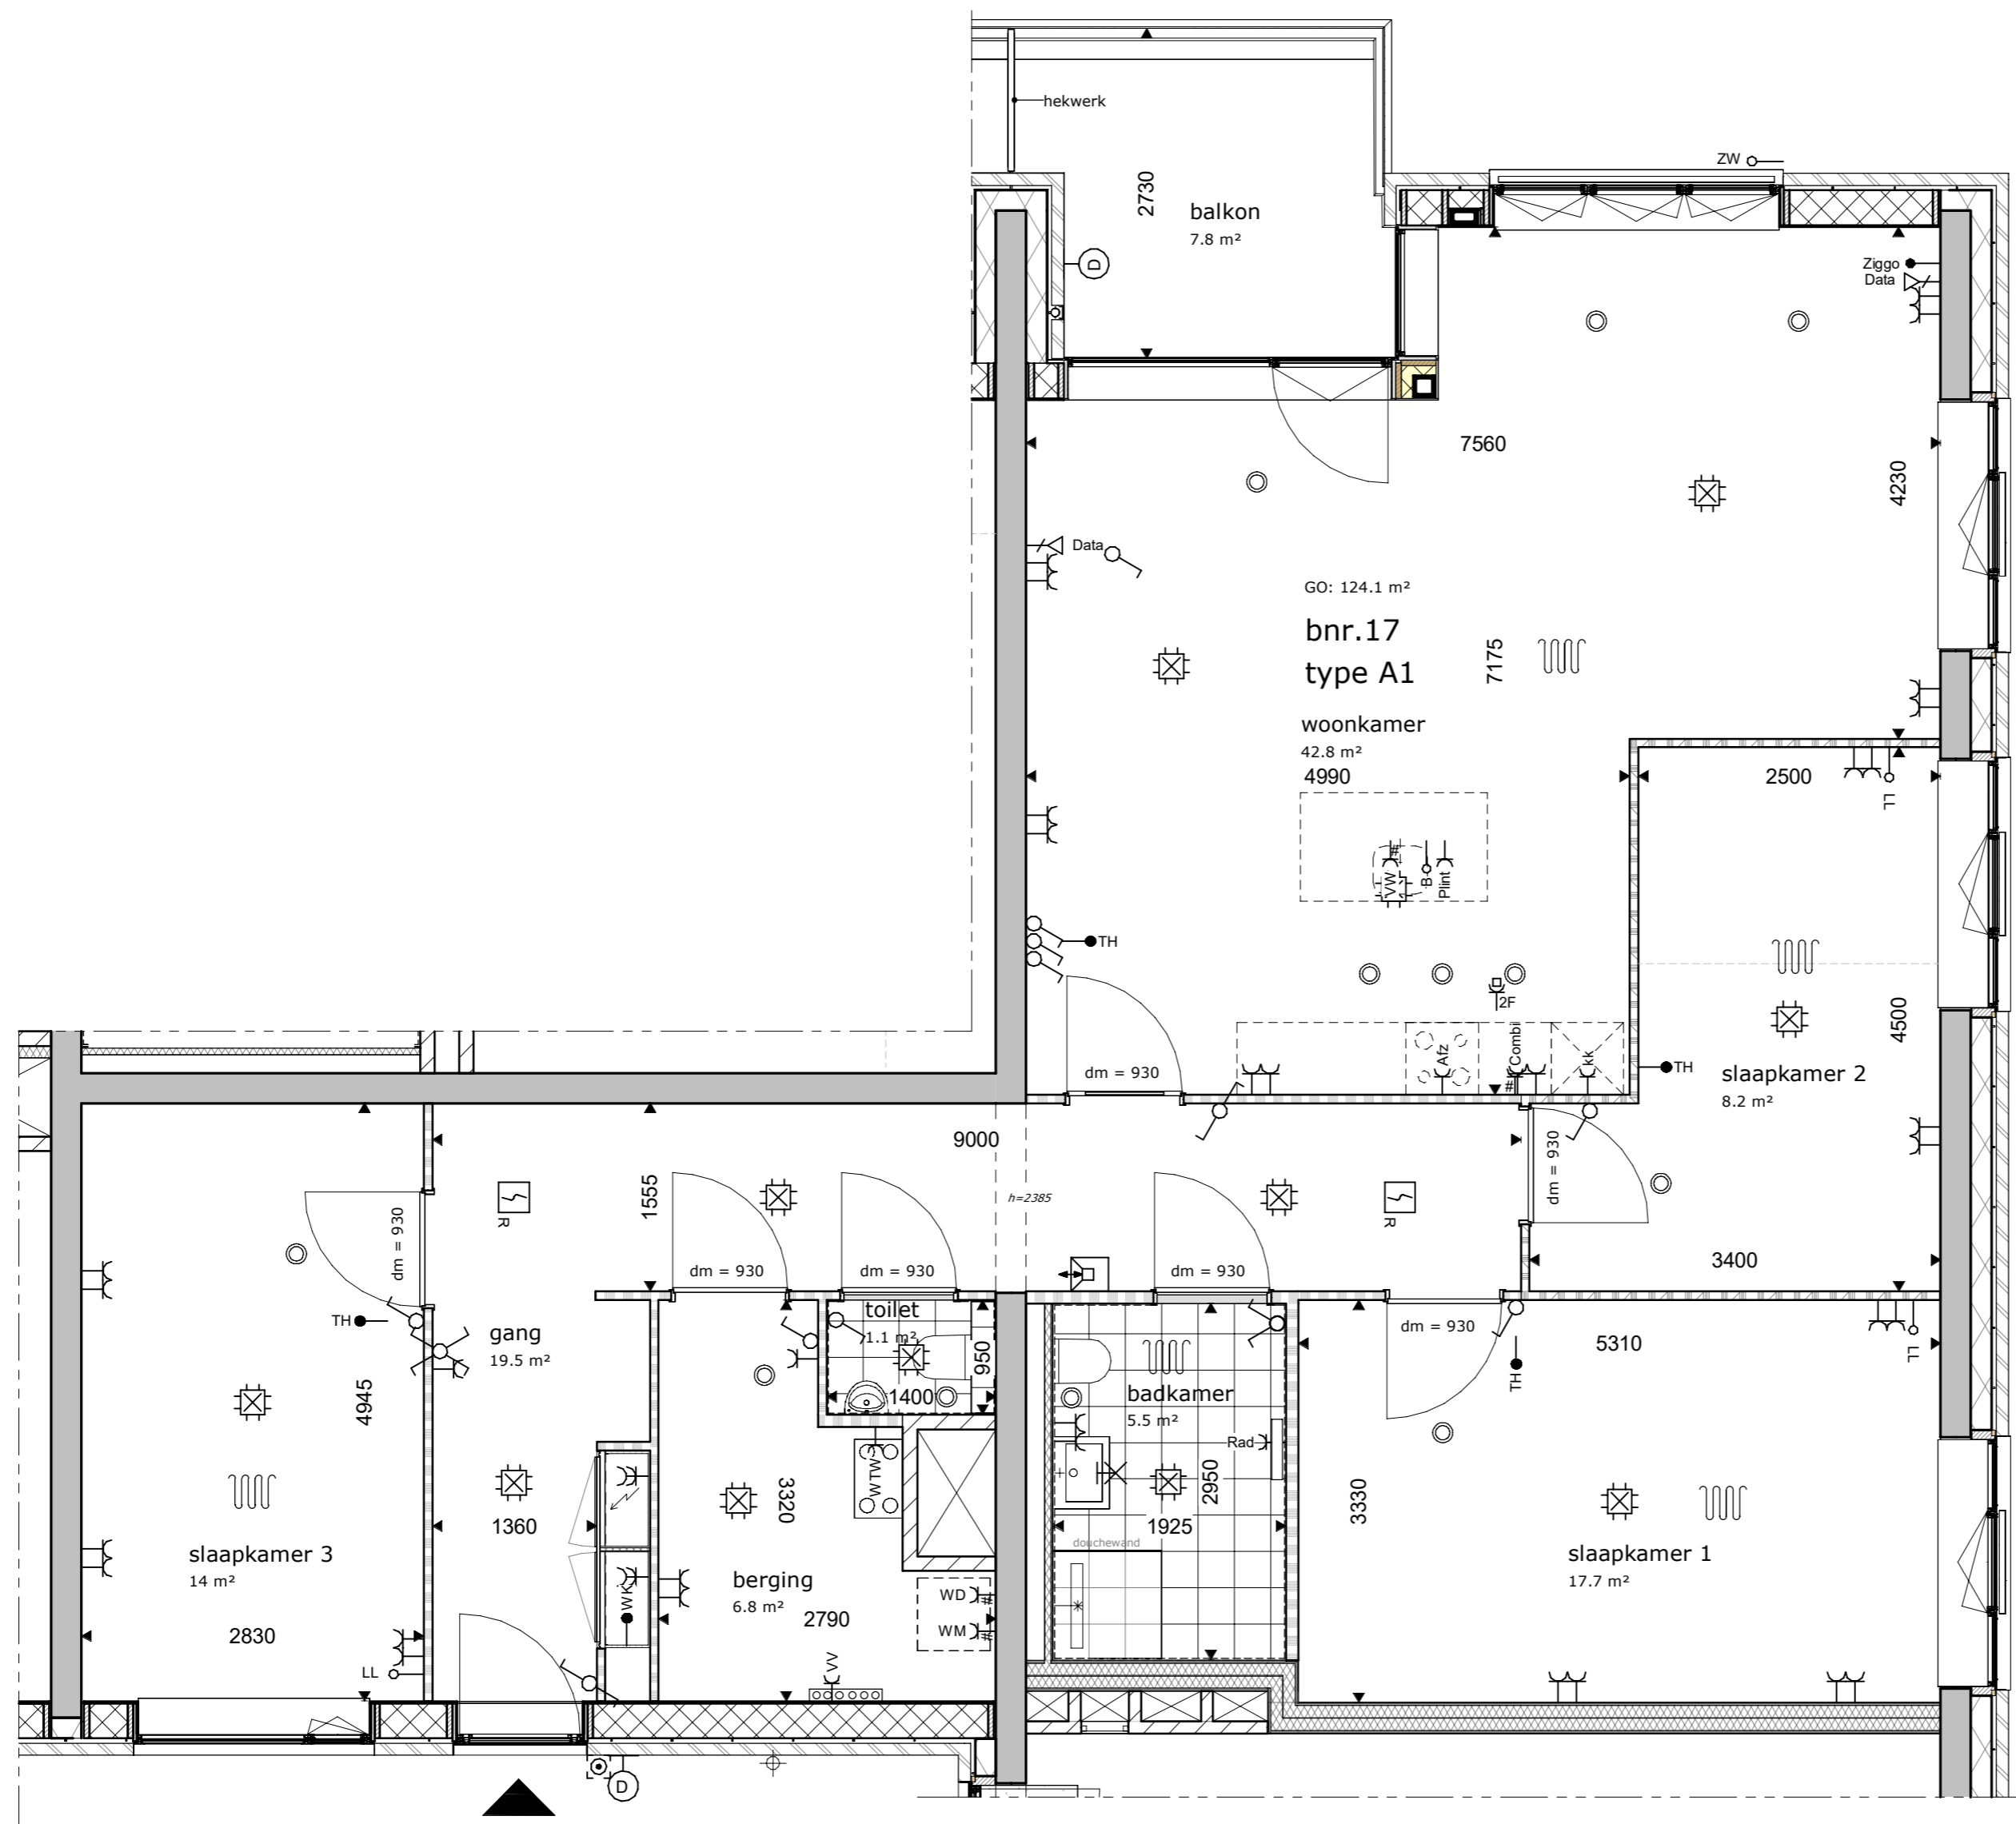 hekwerk
ZW
2730
balkon
7.8 m²
D
Ziggo
Data
7560
4230
Data
GO: 124.1 m²
bnr.17
type A1
7175
woonkamer
42.8 m²
4990
2500
LL
#
VW
B
Plint
TH
2F
4500
Afz
Combi
#
kk
TH
dm = 930
slaapkamer 2
8.2 m²
9000
dm = 930
1555
h=2385
R
R
dm = 930
3400
dm = 930
dm = 930
dm = 930
toilet
1.1 m²
TH
gang
19.5 m²
950
dm = 930
5310
LL
TH
4945
1400
badkamer
5.5 m²
Rad
WLW
3320
2950
3330
1360
1925
douchewand
slaapkamer 3
14 m²
slaapkamer 1
17.7 m²
berging
6.8 m²
WK
WD
#
2790
WM
#
2830
LL
VV
D